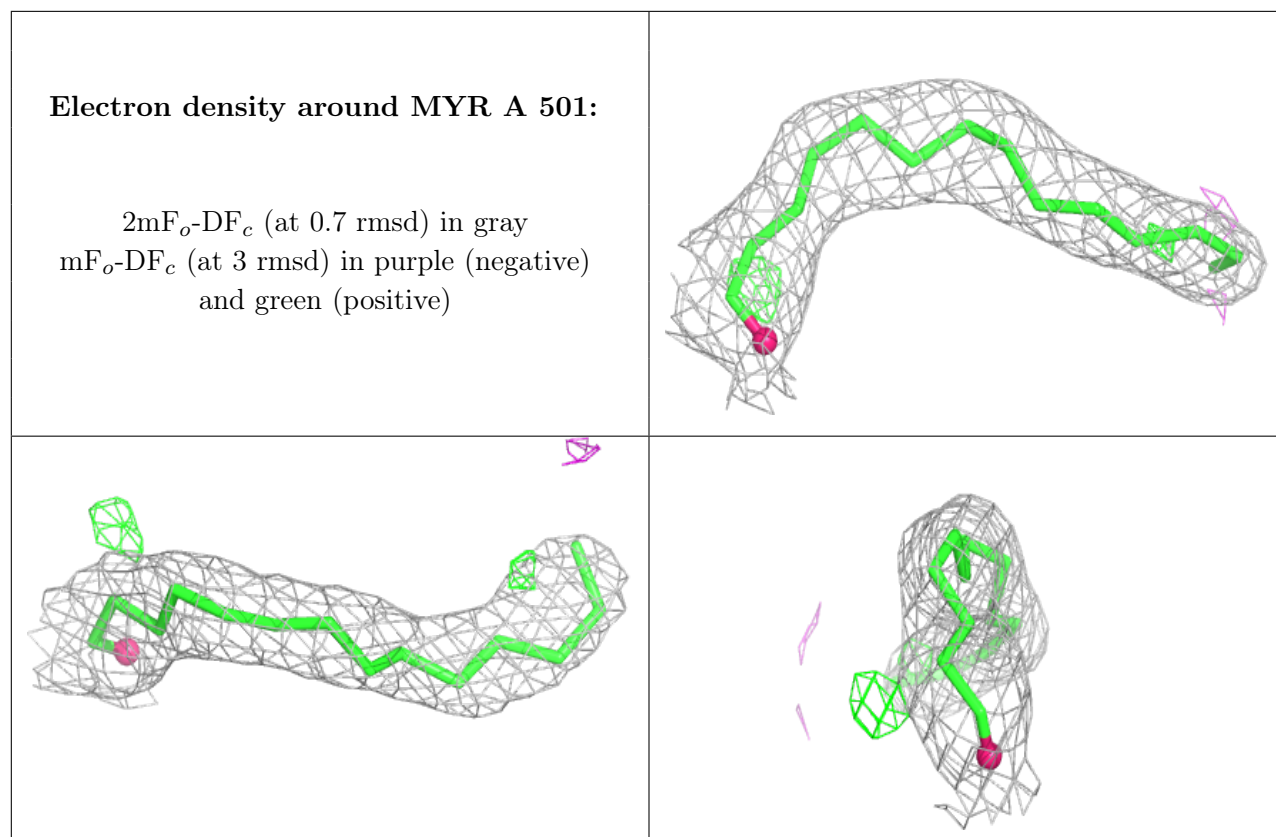 Electron density around MYR A 501:
2mFo-DFc (at 0.7 rmsd) in gray
mFo-DFc (at 3 rmsd) in purple (negative)
and green (positive)